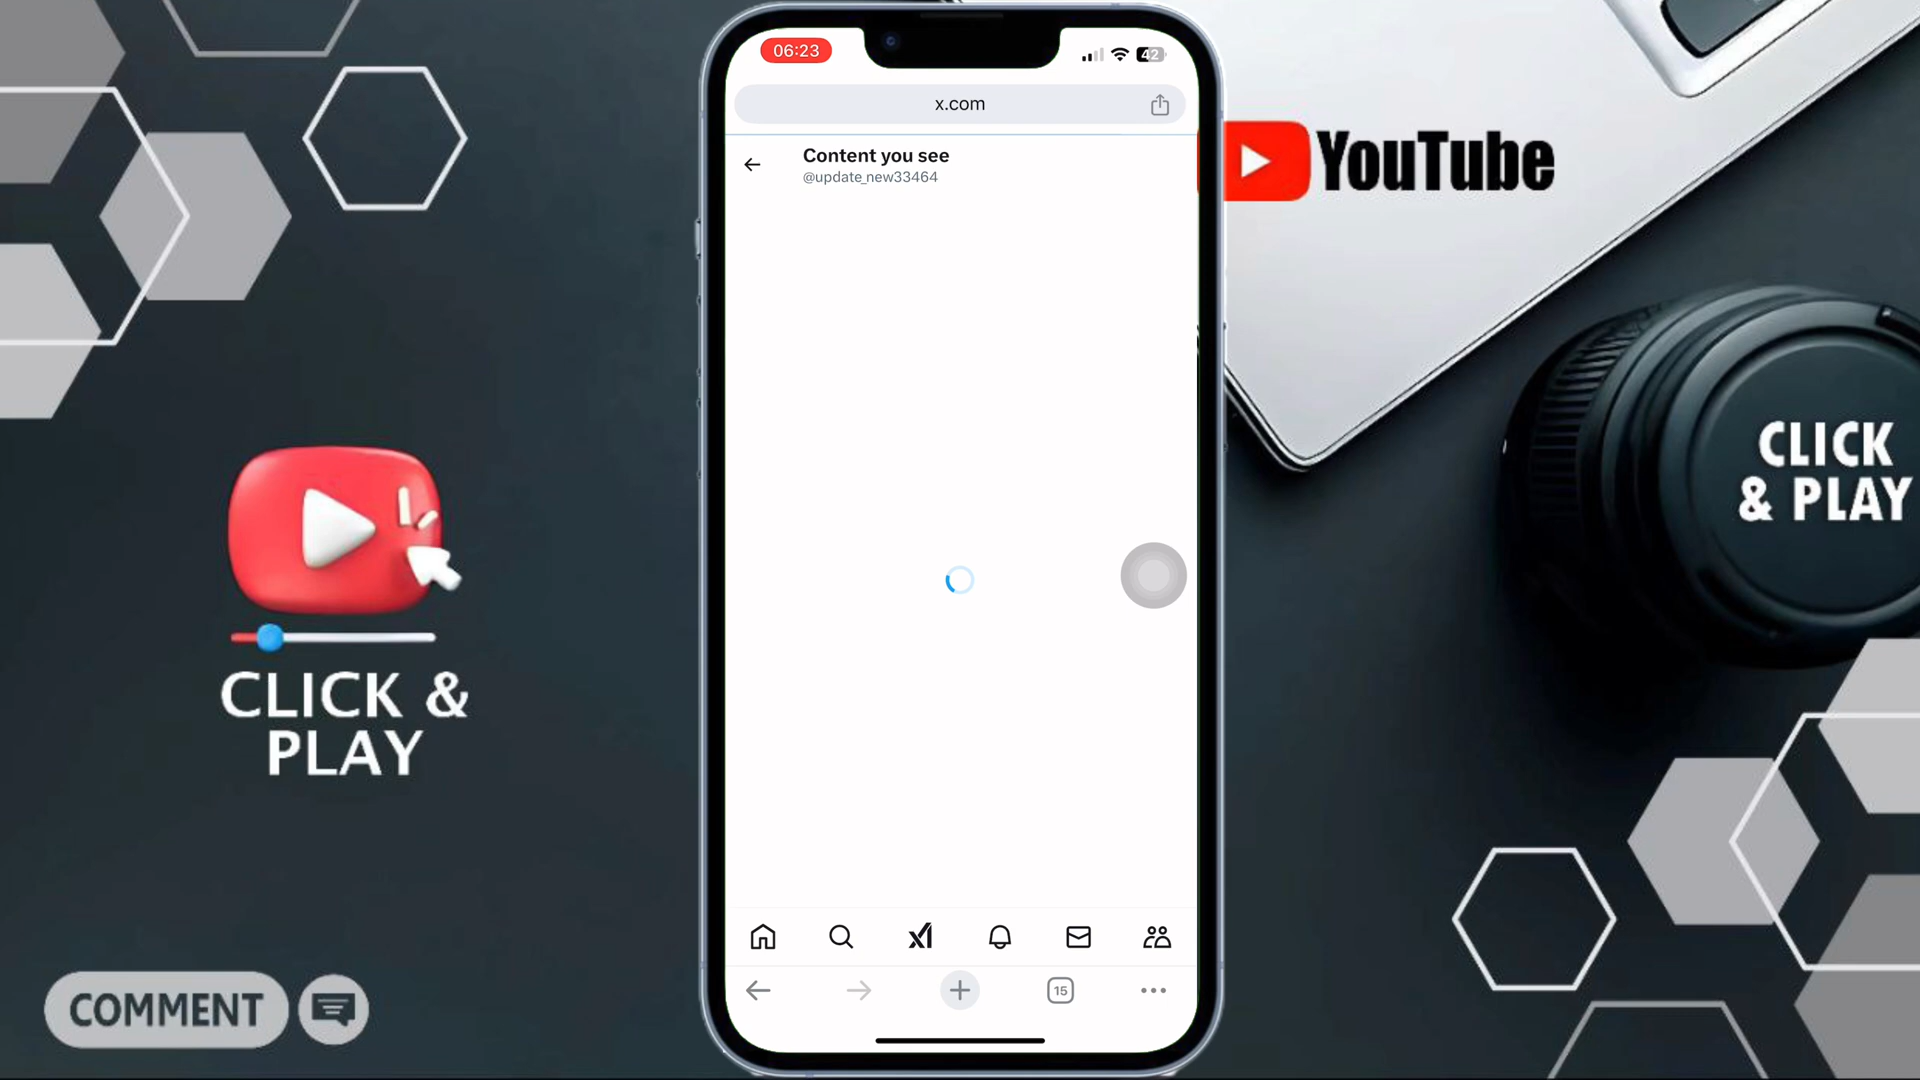 06:23
42
x.com
Content you see
@update_new33464
YouTube
CLICK
& PLAY
CLICK &
PLAY
15
COMMENT